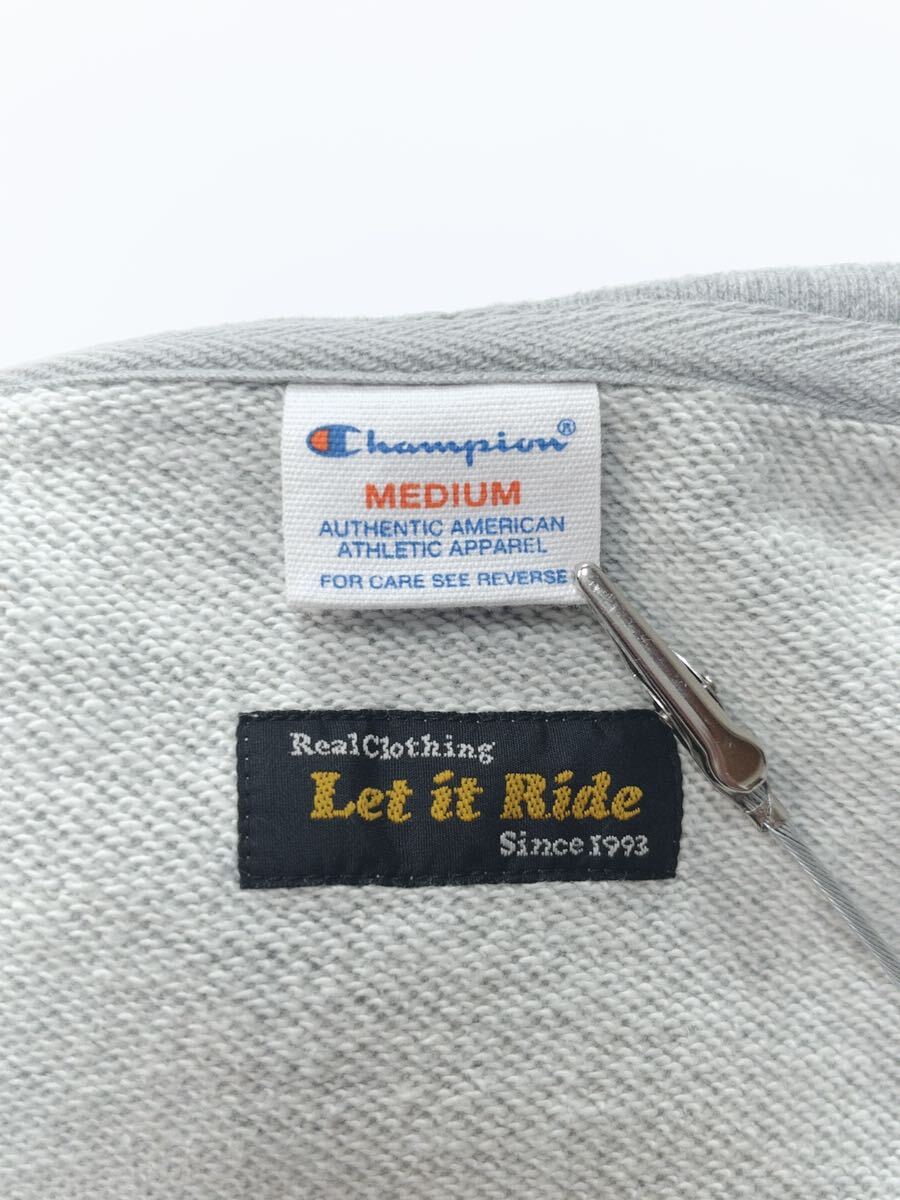 Champion®
MEDIUM
AUTHENTIC AMERICAN
ATHLETIC APPAREL
FOR CARE SEE REVERSE
RealClothing
Let it Ride
Since 1993